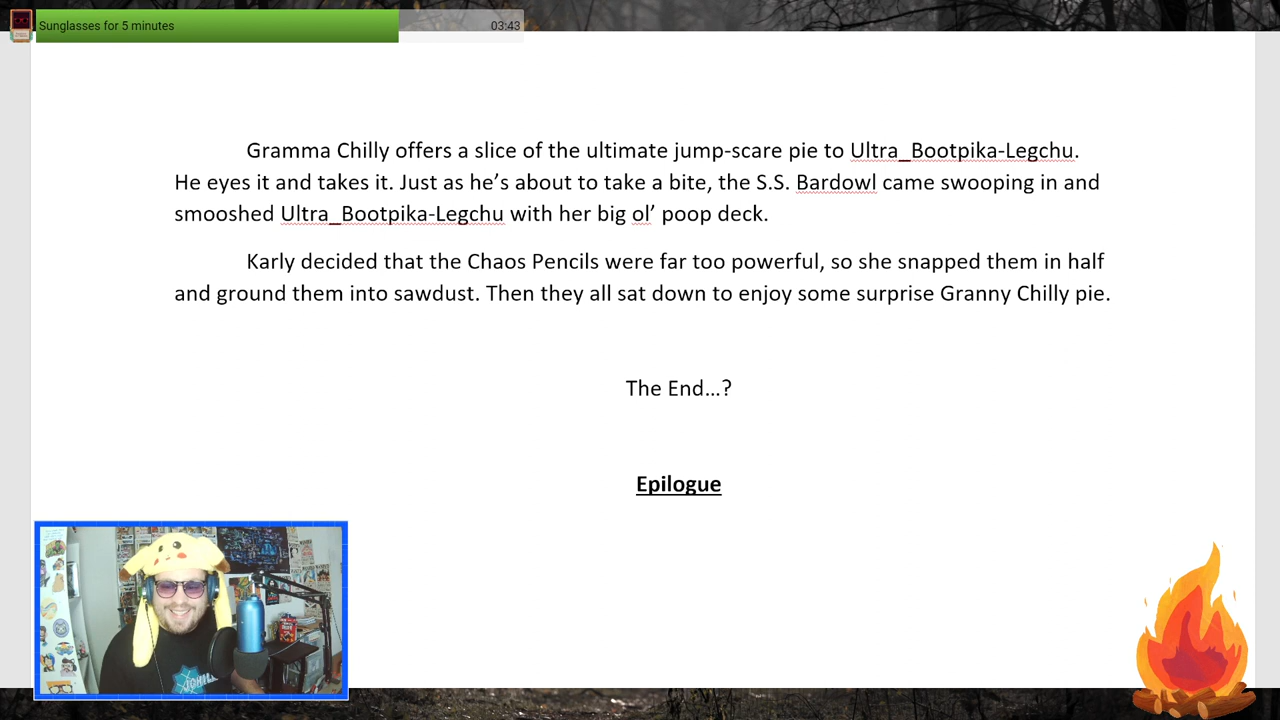 Sunglasses for 5 minutes 03:43
Gramma Chilly offers a slice of the ultimate jump-scare pie to Ultra_Bootpika-Legchu.
He eyes it and takes it. Just as he’s about to take a bite, the S.S. Bardowl came swooping in and
smooshed Ultra_Bootpika-Legchu with her big ol’ poop deck.
Karly decided that the Chaos Pencils were far too powerful, so she snapped them in half
and ground them into sawdust. Then they all sat down to enjoy some surprise Granny Chilly pie.
The End…?
Epilogue